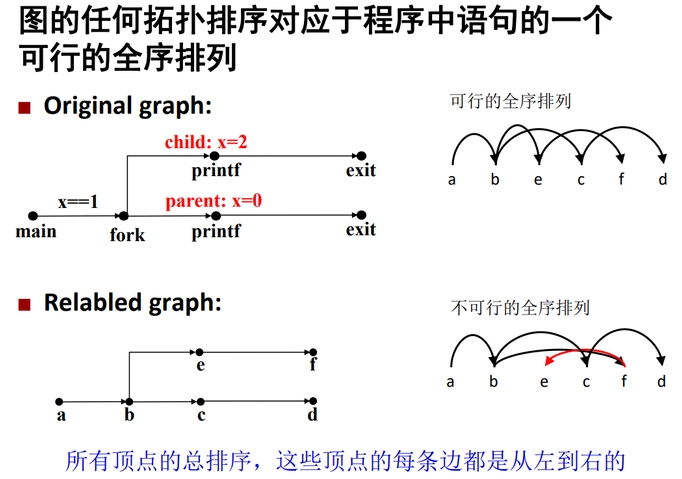 图的任何拓扑排序对应于程序中语句的一个
可行的全序排列
Original graph:
child: x=2
printf
exit
x==1
parent: x=0
main
fork
printf
exit
可行的全序排列
a b e c f d
Relabled graph:
e f
a b c d
不可行的全序排列
a b e c f d
所有顶点的总排序，这些顶点的每条边都是从左到右的